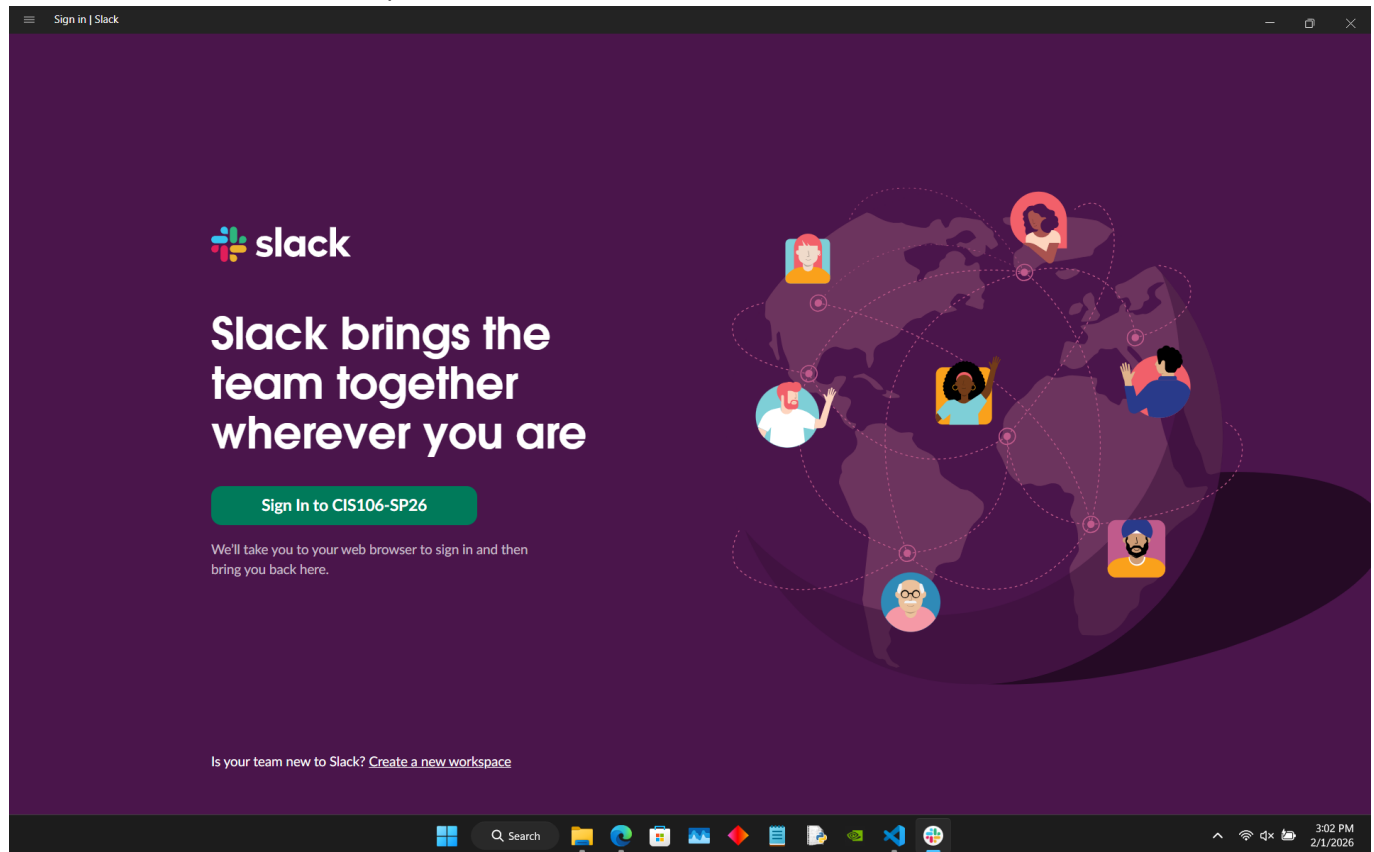 Sign in | Slack
slack
Slack brings the
team together
wherever you are
Sign In to CIS106-SP26
We'll take you to your web browser to sign in and then
bring you back here.
Is your team new to Slack? Create a new workspace
Search
3:02 PM
2/1/2026